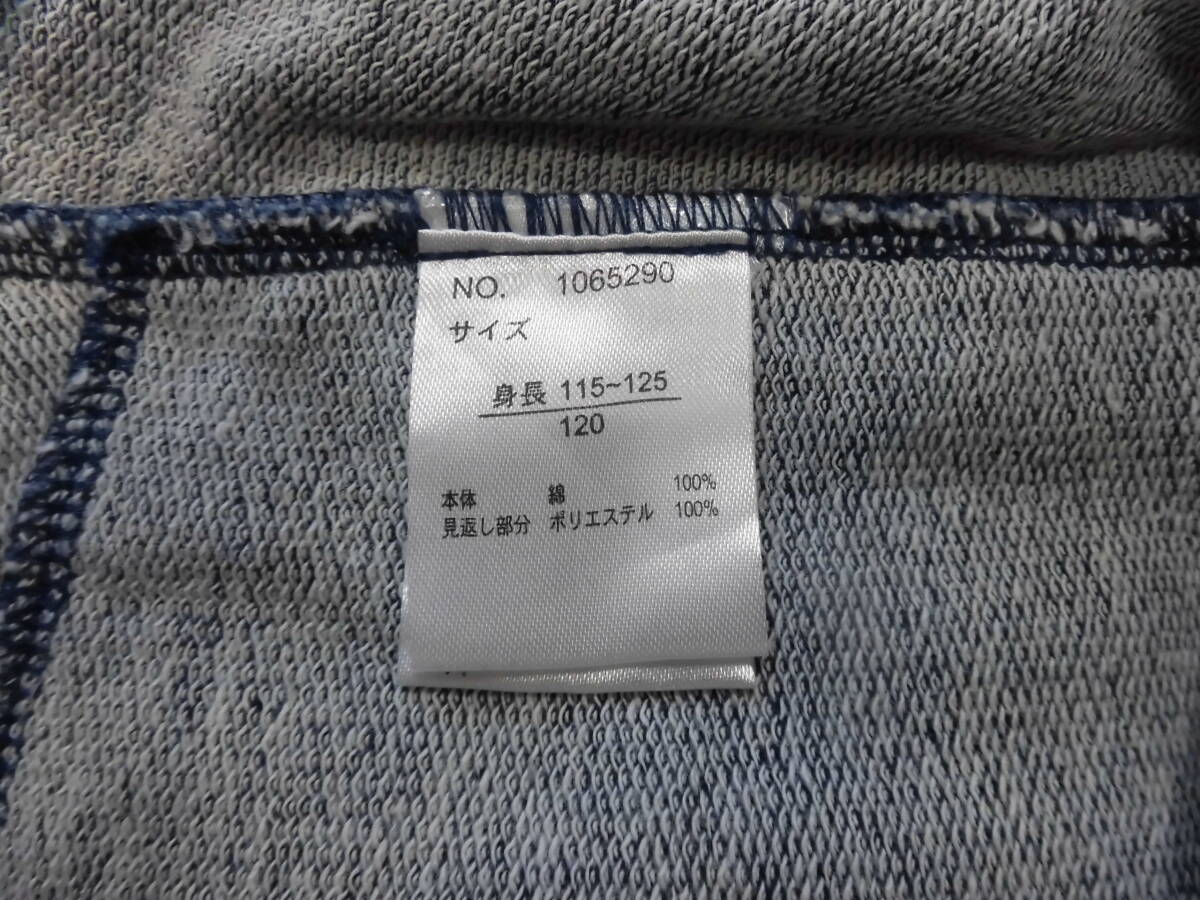 NO. 1065290
サイズ
身長 115~125
120
本体 綿 100%
見返し部分 ポリエステル 100%